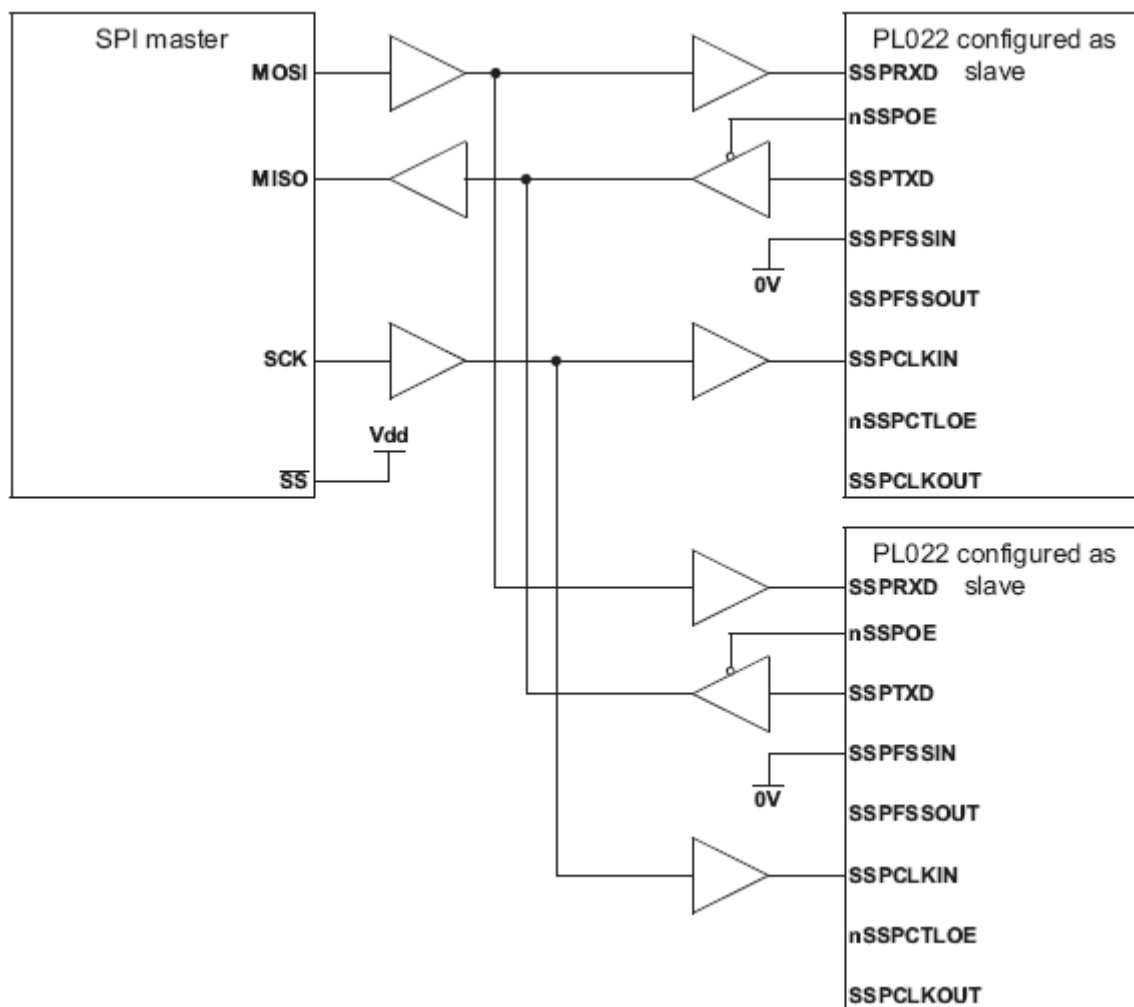 SPI master
MOSI
MISO
SCK
Vdd
SS
PL022 configured as
slave
SSPRXD
nSSPOE
SSPTXD
SSPFSSIN
0V
SSPFSSOUT
SSPCLKIN
nSSPCTLOE
SSPCLKOUT
PL022 configured as
slave
SSPRXD
nSSPOE
SSPTXD
SSPFSSIN
0V
SSPFSSOUT
SSPCLKIN
nSSPCTLOE
SSPCLKOUT